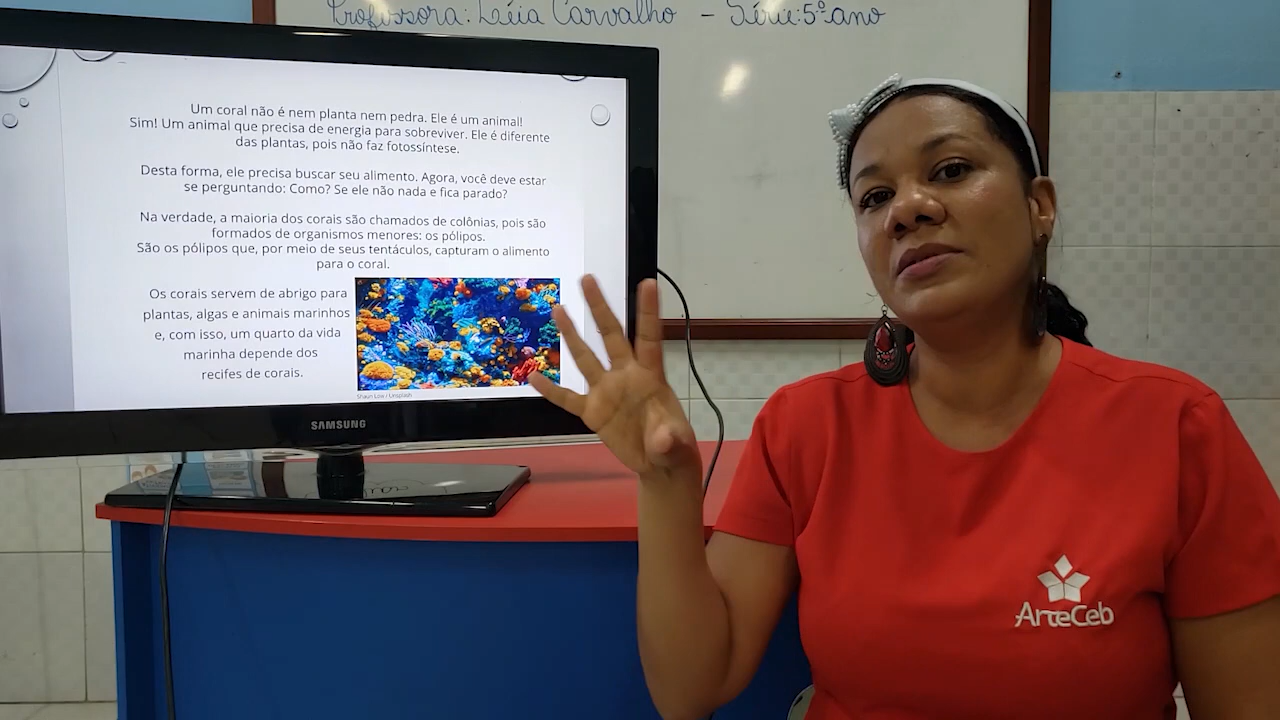 Professora: Leiia Carvalho – Série: 5º ano
Um coral não é nem planta nem pedra. Ele é um animal!
Sim! Um animal que precisa de energia para sobreviver. Ele é diferente
das plantas, pois não faz fotossíntese.
Desta forma, ele precisa buscar seu alimento. Agora, você deve estar
se perguntando: Como? Se ele não nada e fica parado?
Na verdade, a maioria dos corais são chamados de colônias, pois são
formados de organismos menores: os pólipos.
São os pólipos que, por meio de seus tentáculos, capturam o alimento
para o coral.
Os corais servem de abrigo para
plantas, algas e animais marinhos
e, com isso, um quarto da vida
marinha depende dos
recifes de corais.
Shaun Low / Unsplash
SAMSUNG
ArteCeb